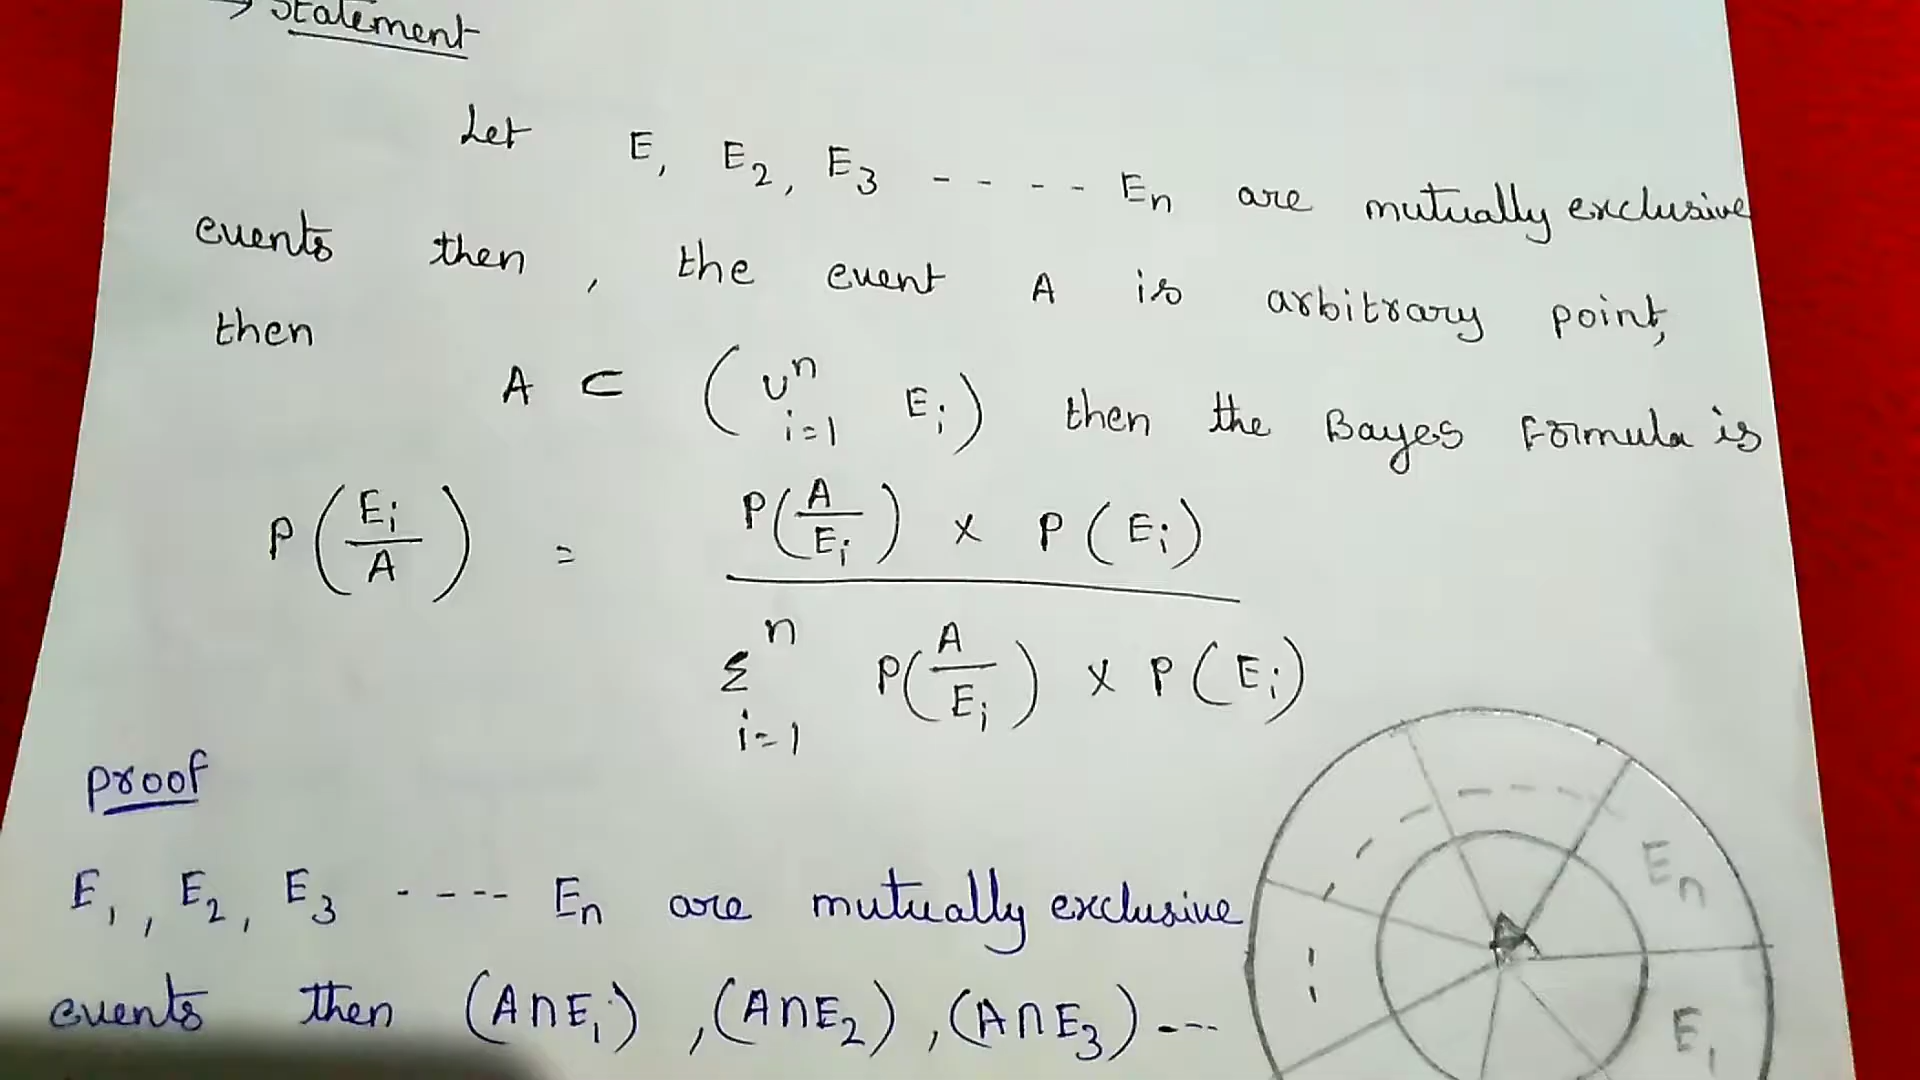 → Statement
Let E₁ E₂, E₃ - - - - Eₙ are mutually exclusive
events then, the event A is arbitrary point,
then
A ⊂ (∪ⁿᵢ₌₁ Eᵢ) then the Bayes Formula is
P(Eᵢ/A) = P(A/Eᵢ) × P(Eᵢ) / Σⁿᵢ₌₁ P(A/Eᵢ) × P(Eᵢ)
proof
E₁, E₂, E₃ - - - - Eₙ are mutually exclusive
events then (A∩E₁), (A∩E₂), (A∩E₃) ---
Eₙ
A
E₁